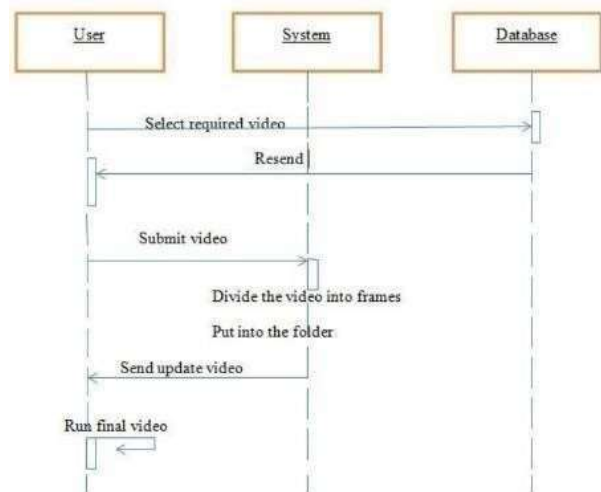 User
System
Database
Select required video
Resend
Submit video
Divide the video into frames
Put into the folder
Send update video
Run final video